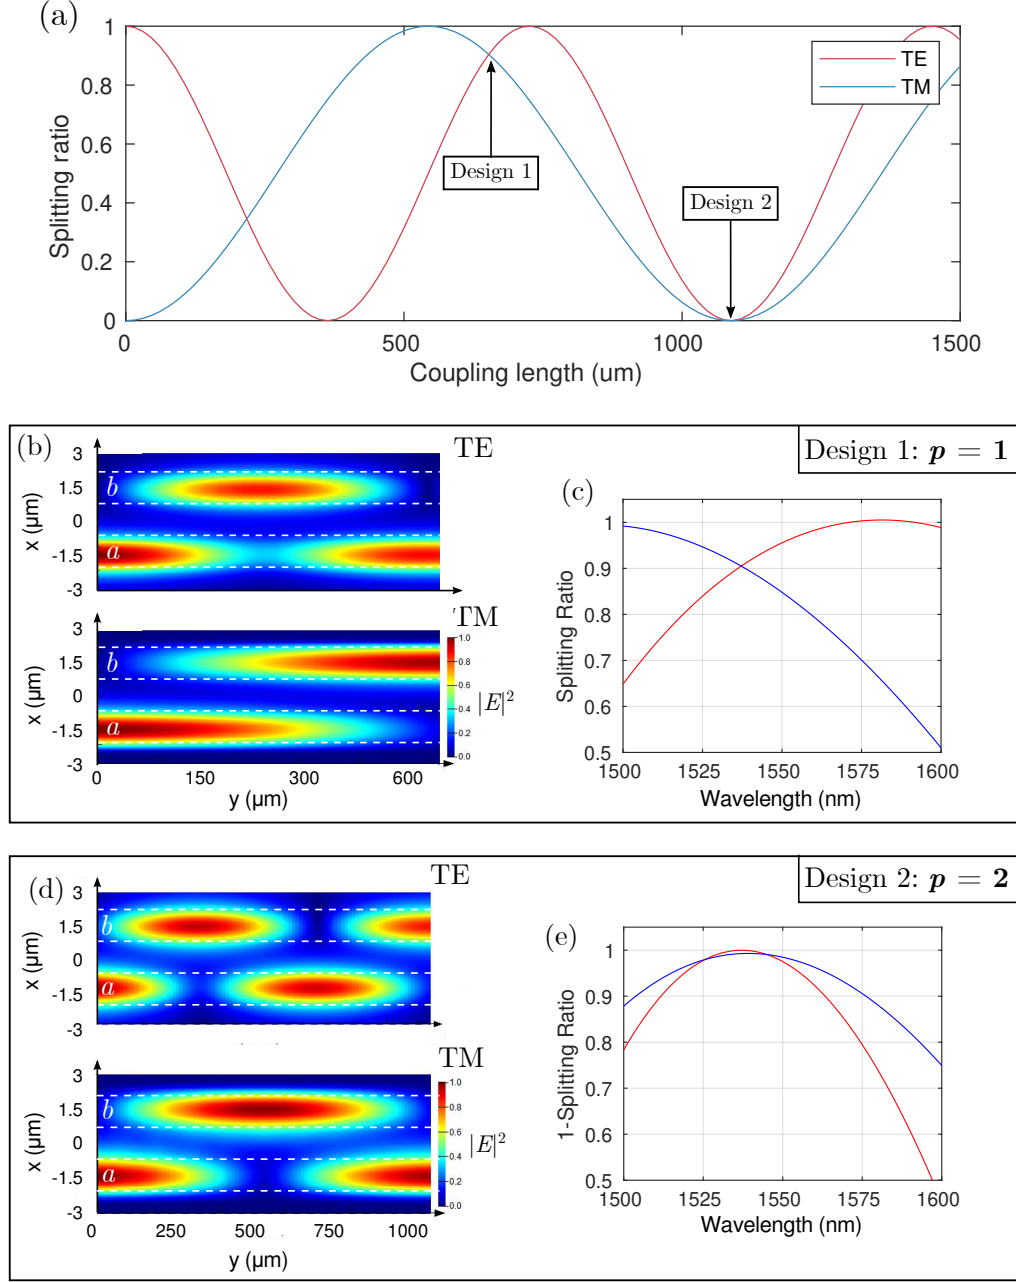 (a)
1
0.8
0.6
0.4
0.2
0
Splitting ratio
TE
TM
Design 1
Design 2
0 500 1000 1500
Coupling length (um)
Design 1: p = 1
(b)
TE
3
1.5
0
-1.5
-3
x (μm)
b
a
TM
3
1.5
0
-1.5
-3
x (μm)
b
a
1.0
0.8
0.6
0.4
0.2
0.0
|E|²
0 150 300 600
y (μm)
(c)
1
0.9
0.8
0.7
0.6
0.5
Splitting Ratio
1500 1525 1550 1575 1600
Wavelength (nm)
Design 2: p = 2
(d)
TE
3
1.5
0
-1.5
-3
x (μm)
b
a
TM
3
1.5
0
-1.5
-3
x (μm)
b
a
1.0
0.8
0.6
0.4
0.2
0.0
|E|²
0 250 500 750 1000
y (μm)
(e)
1
0.9
0.8
0.7
0.6
0.5
1-Splitting Ratio
1500 1525 1550 1575 1600
Wavelength (nm)